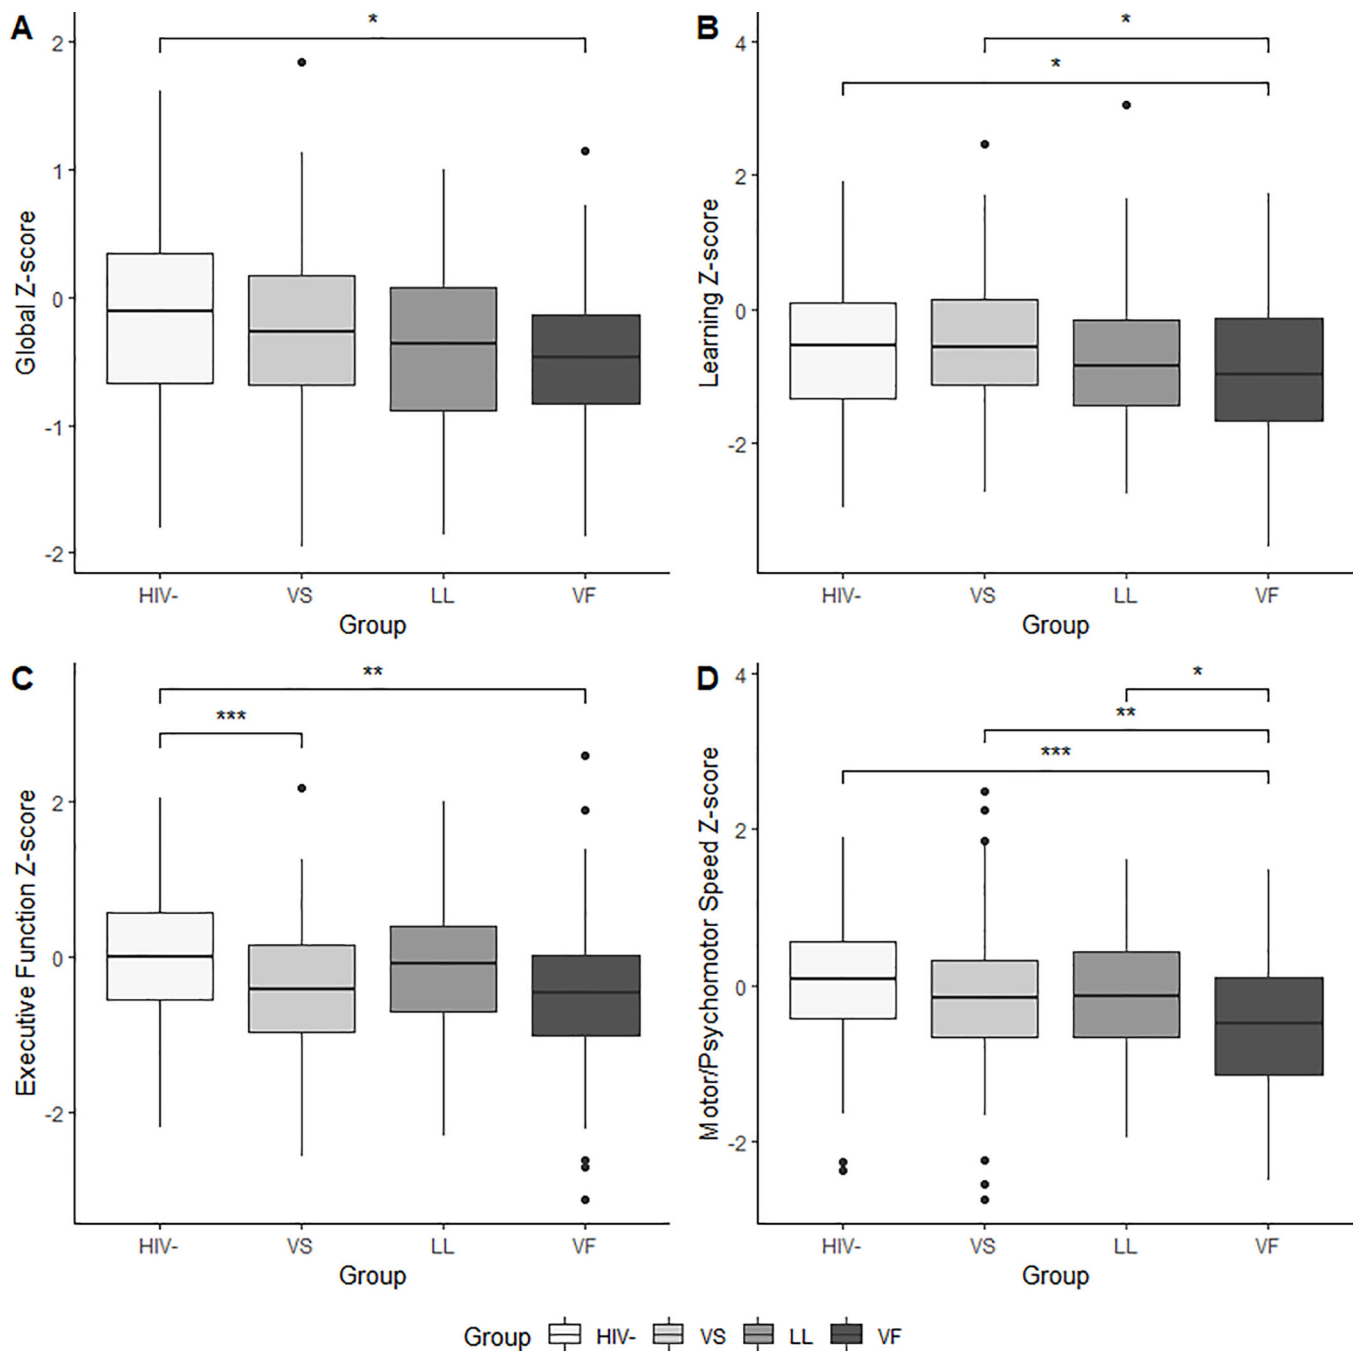 A
Global Z-score
2
1
0
-1
-2
*
HIV- VS LL VF
Group
B
Learning Z-score
4
2
0
-2
*
*
HIV- VS LL VF
Group
C
Executive Function Z-score
2
0
-2
**
***
HIV- VS LL VF
Group
D
Motor/Psychomotor Speed Z-score
4
2
0
-2
*
**
***
HIV- VS LL VF
Group
Group HIV- VS LL VF